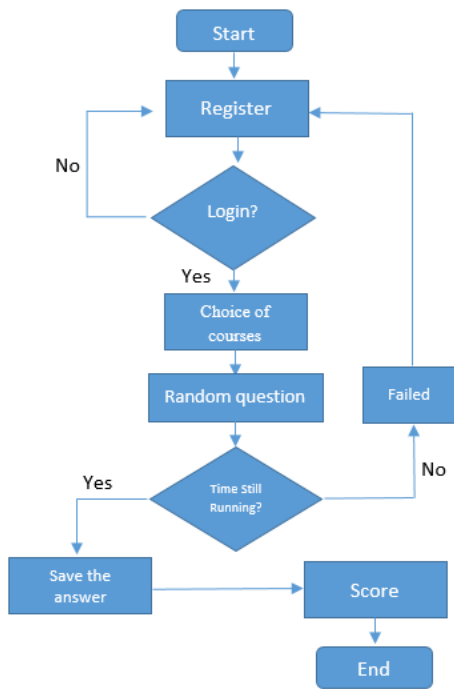 Start
Register
No
Login?
Yes
Choice of
courses
Random question
Failed
Yes
Time Still
Running?
No
Save the
answer
Score
End